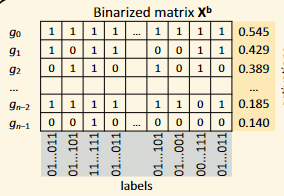 Binarized matrix Xᵇ
g₀ 1 1 1 1 ... 1 1 1 1 0.545
g₁ 1 0 1 1 1 0 0 1 1 0.429
g₂ 0 1 1 0 1 0 1 0 0.389
... ...
gₙ₋₂ 1 1 1 1 1 1 0 1 0.185
gₙ₋₁ 0 0 1 0 ... 0 0 0 0 0.140
01...011 01...101 11...111 01...011 01...101 01...001 00...111 01...011
labels